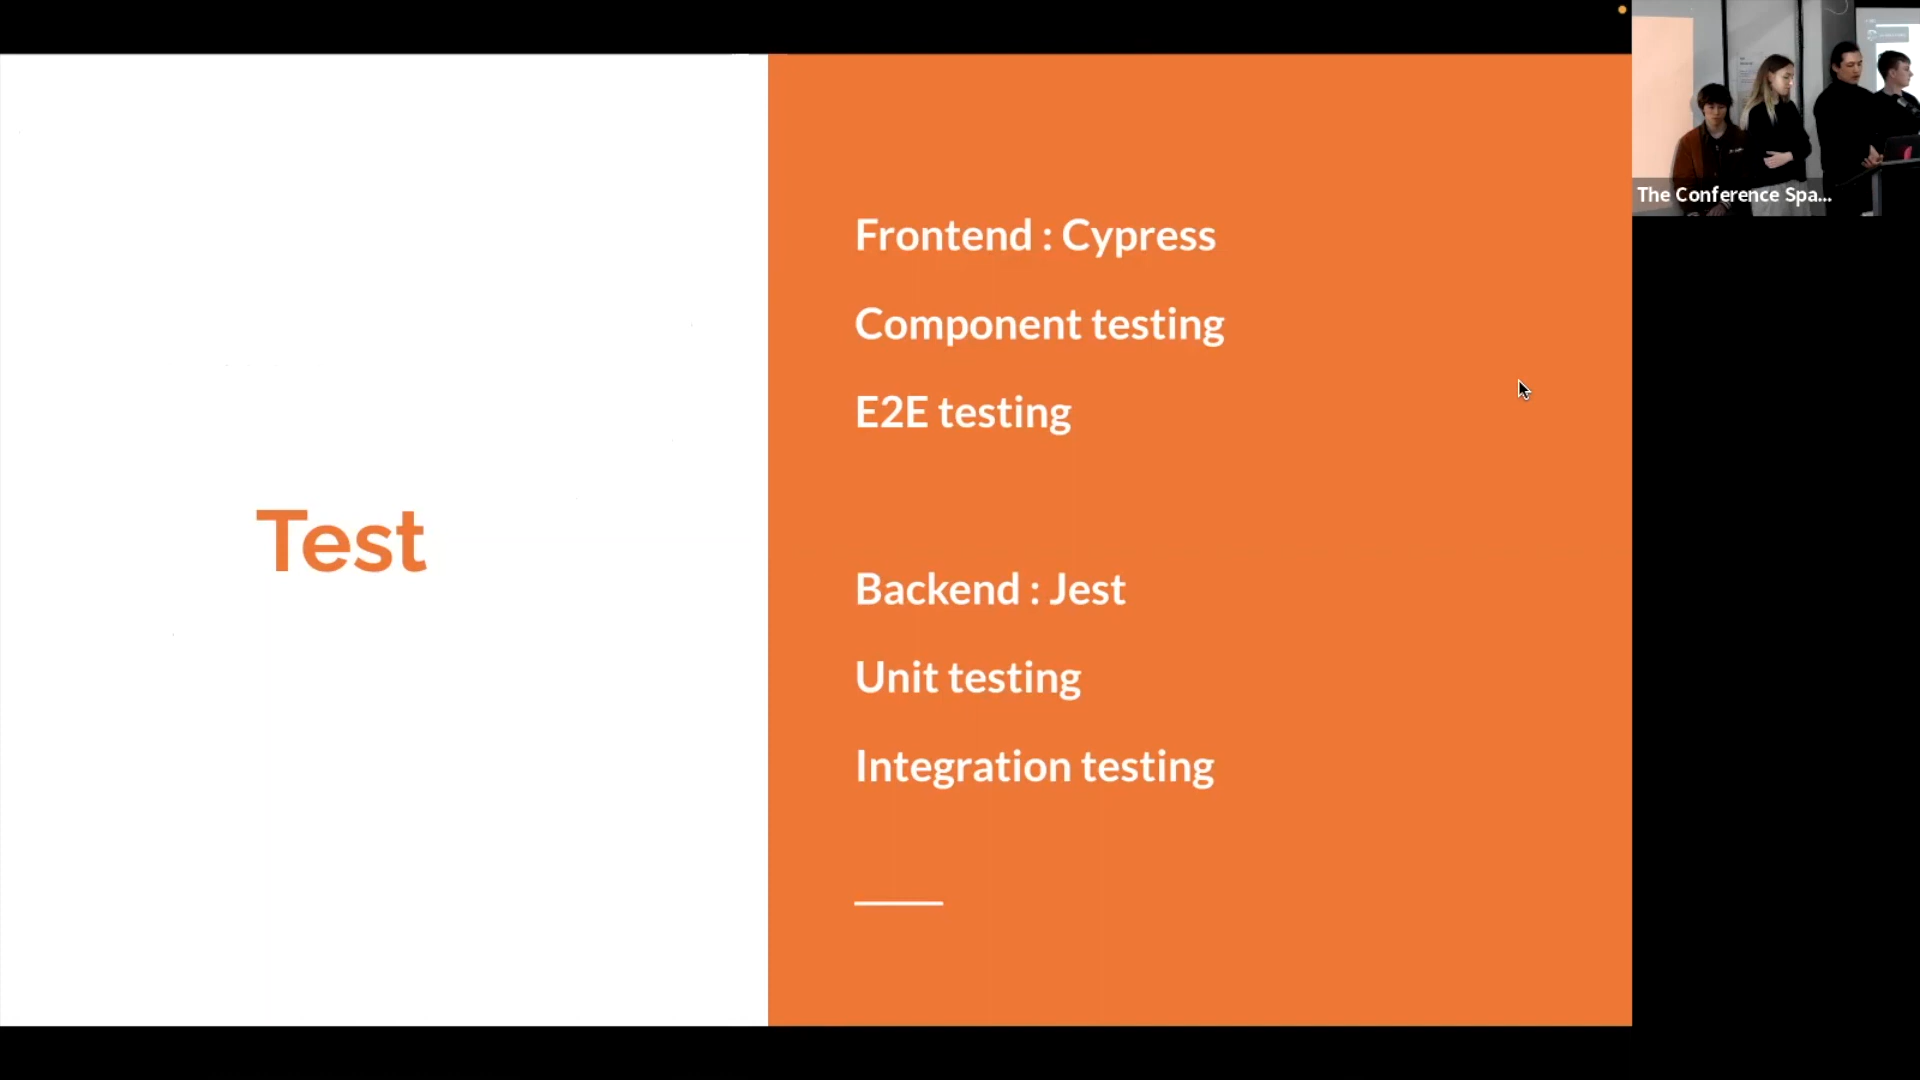 Test
Frontend : Cypress
Component testing
E2E testing
Backend : Jest
Unit testing
Integration testing
The Conference Spa...